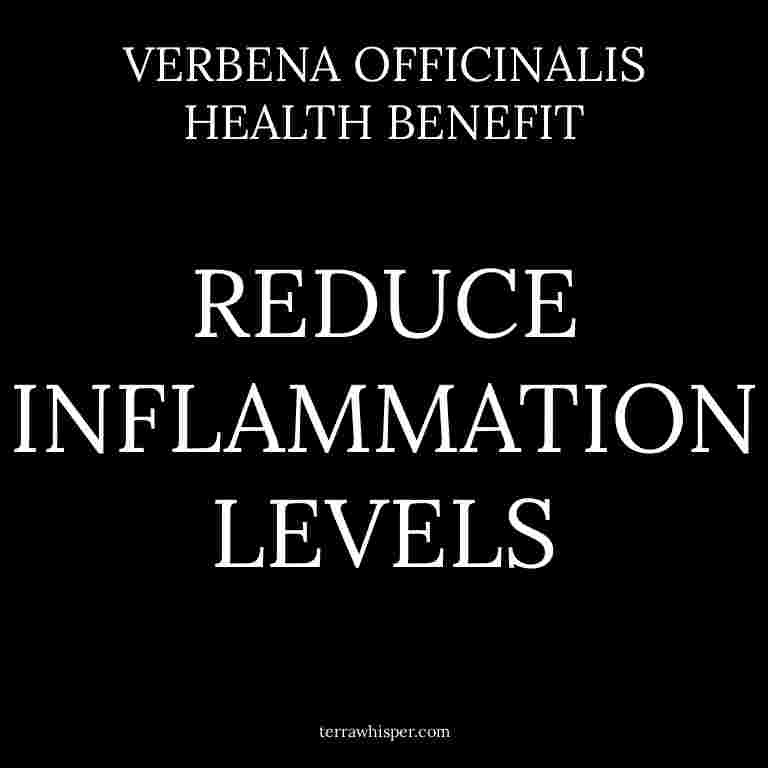 VERBENA OFFICINALIS
HEALTH BENEFIT
REDUCE
INFLAMMATION
LEVELS
terrawhisper.com